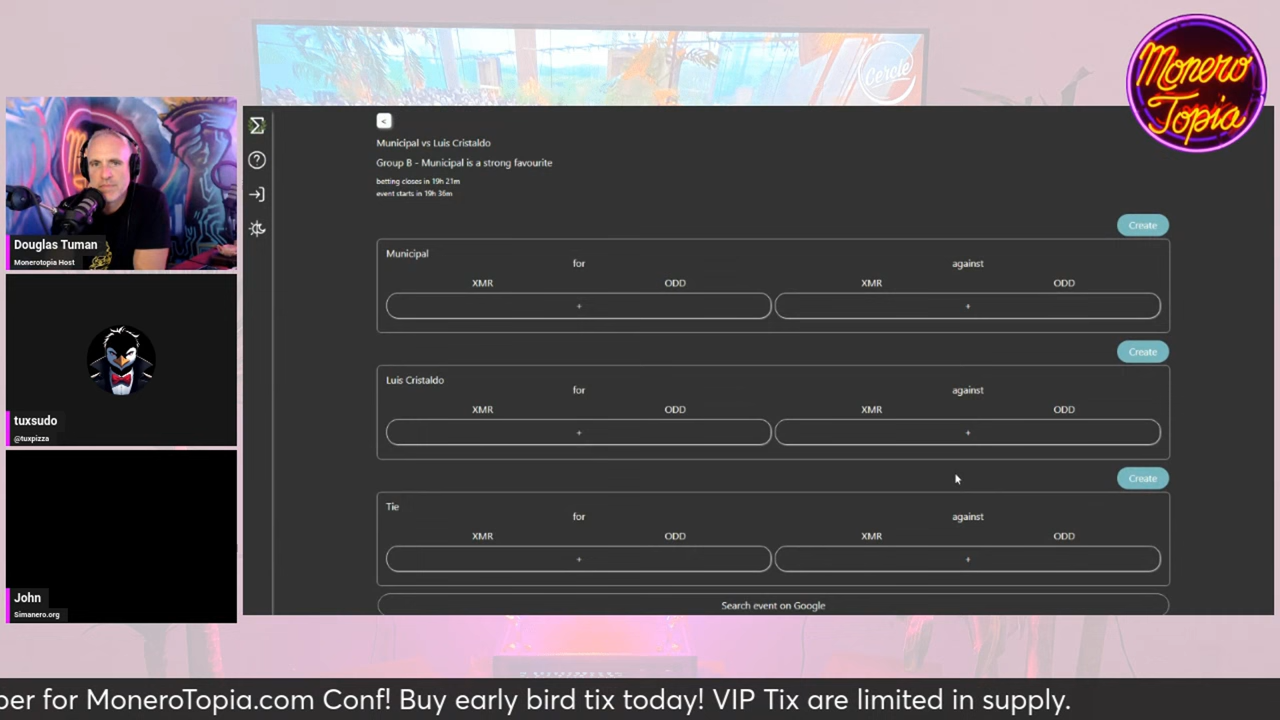 Cercle
Monero
Topia
<
Municipal vs Luis Cristaldo
Group B - Municipal is a strong favourite
betting closes in 19h 21m
event starts in 19h 36m
Create
Municipal
for
against
XMR
ODD
XMR
ODD
+
+
Create
Luis Cristaldo
for
against
XMR
ODD
XMR
ODD
+
+
Create
Tie
for
against
XMR
ODD
XMR
ODD
+
+
Search event on Google
Douglas Tuman
Monerotopia Host
tuxsudo
@tuxpizza
John
Simanero.org
per for MoneroTopia.com Conf! Buy early bird tix today! VIP Tix are limited in supply.